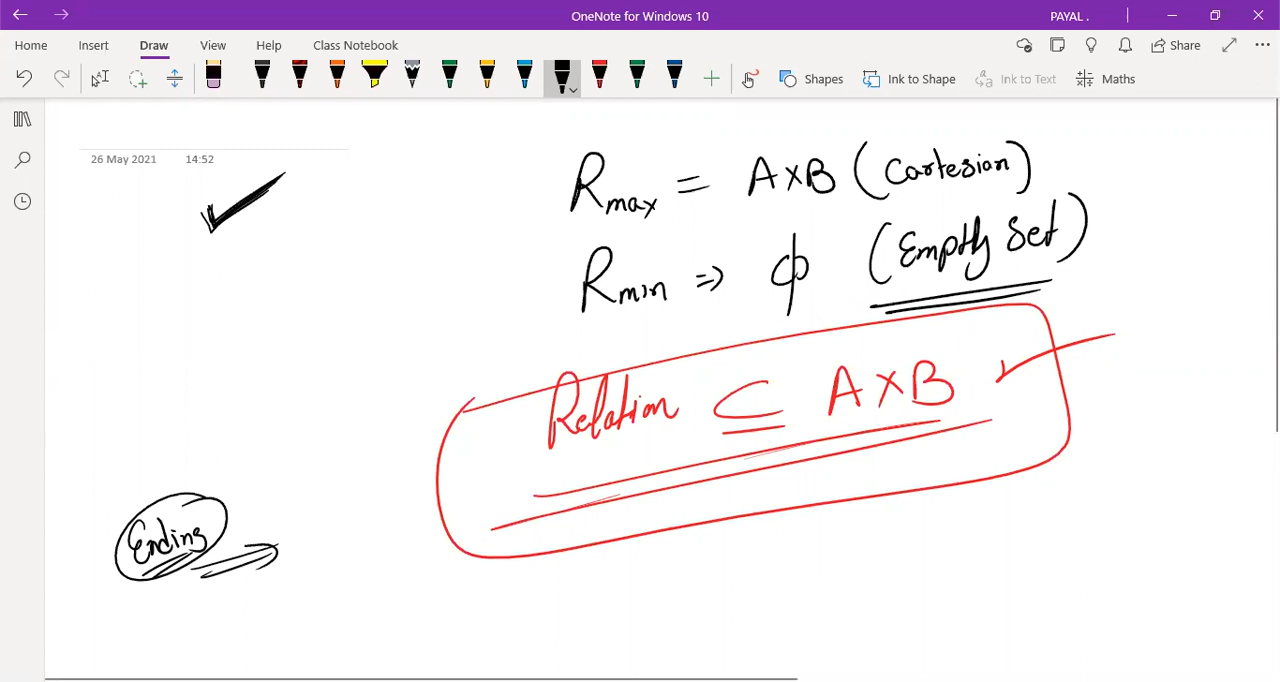 OneNote for Windows 10
PAYAL .
Home Insert Draw View Help Class Notebook
Share
Shapes Ink to Shape Ink to Text Maths
26 May 2021 14:52
Rmax = A×B (Cartesian)
Rmin ⇒ ϕ (Empty Set)
Relation ⊆ A×B
Ending